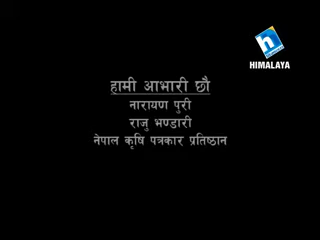 h
HIMALAYA
हामी आभारी छौ
नारायण पुरी
राजु भण्डारी
नेपाल कृषि पत्रकार प्रतिष्ठान